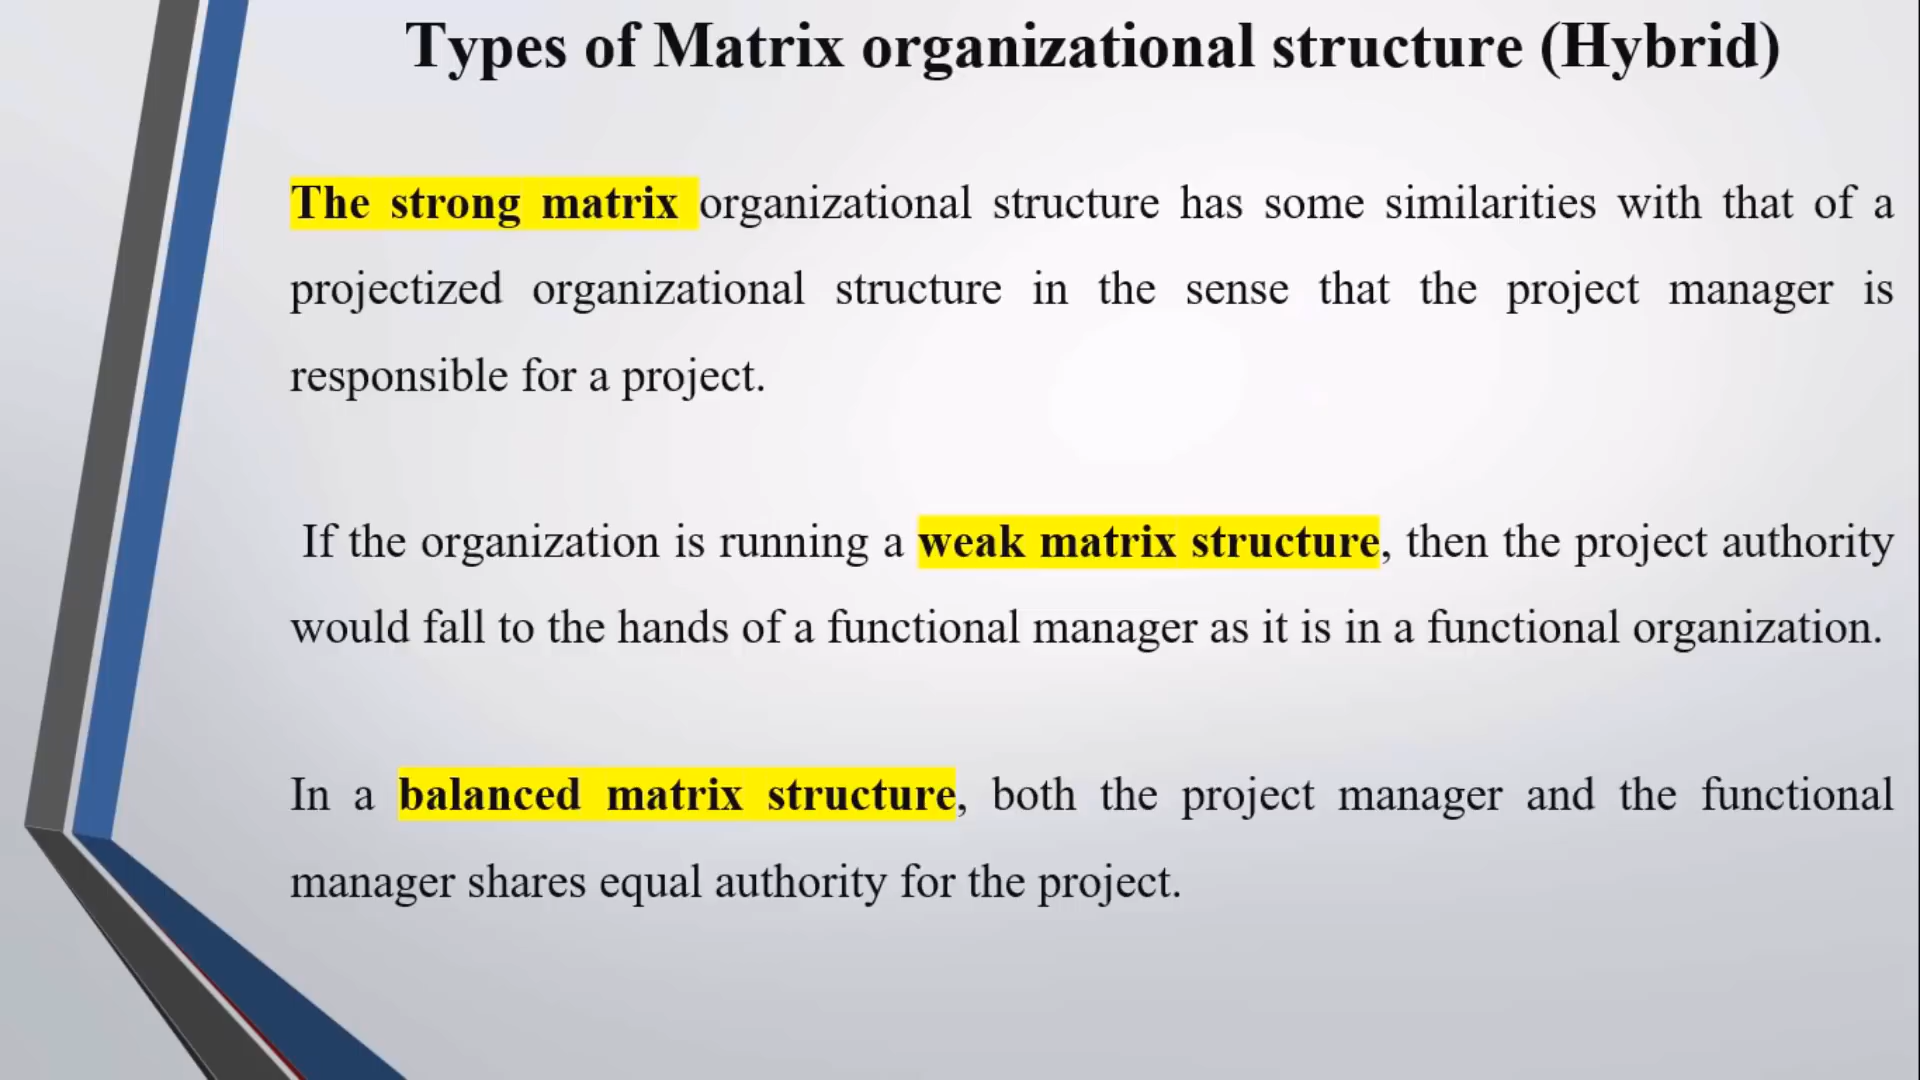 Types of Matrix organizational structure (Hybrid)
The strong matrix organizational structure has some similarities with that of a
projectized organizational structure in the sense that the project manager is
responsible for a project.
If the organization is running a weak matrix structure, then the project authority
would fall to the hands of a functional manager as it is in a functional organization.
In a balanced matrix structure, both the project manager and the functional
manager shares equal authority for the project.